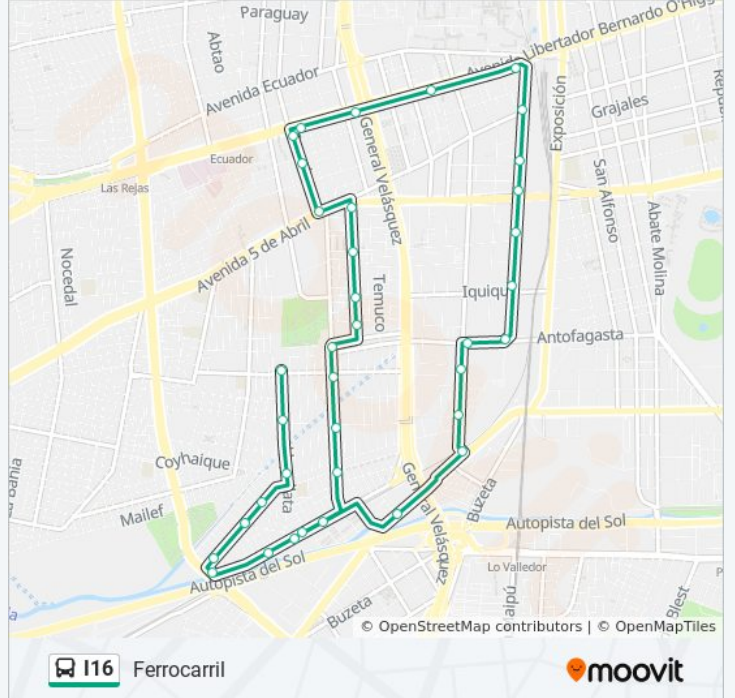 Paraguay
Abtao
Avenida Libertador Bernardo O'Higg
Avenida Ecuador
Exposición
Grajales
General Velásquez
Ecuador
Las Rejas
San Alfonso
Abate Molina
Avenida 5 de Abril
Nocedal
Temuco
Iquiqu
Antofagasta
Coyhaique
General Velásquez
Buzeta
Mailef
Autopista del Sol
Autopista del Sol
Lo Valledor
Buzeta
Blest
© OpenStreetMap contributors | © OpenMapTiles
I16 Ferrocarril
moovit